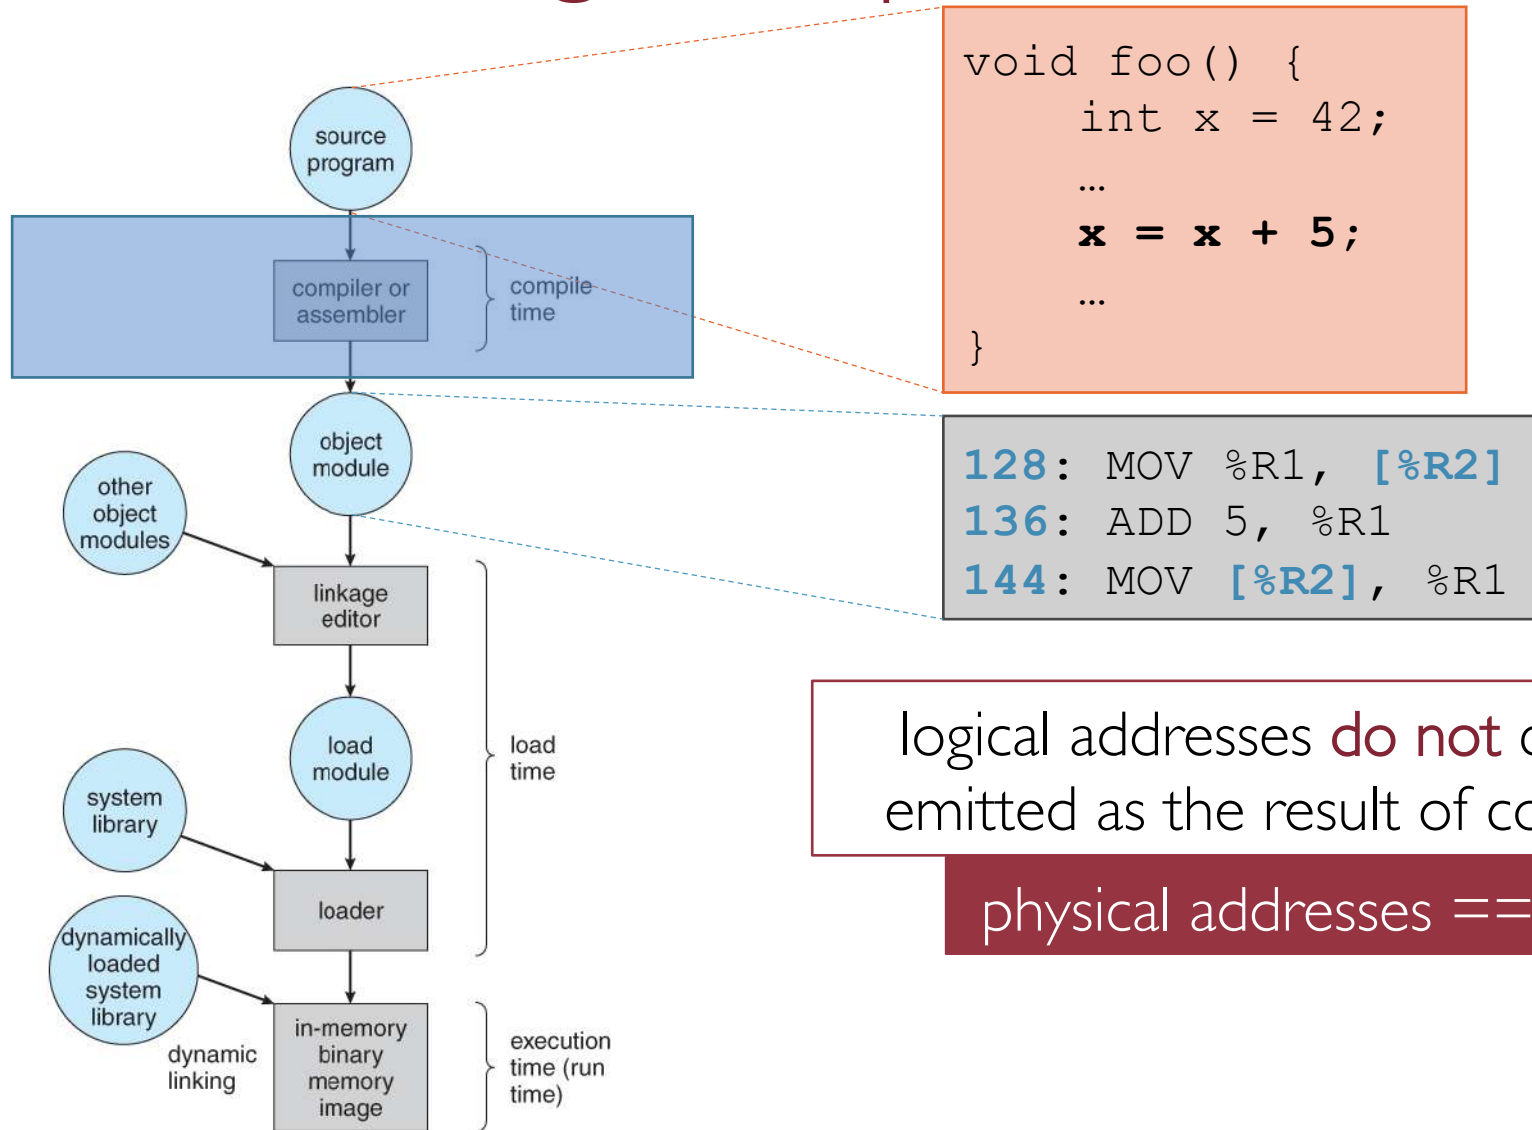 source
program
compiler or
assembler
compile
time
object
module
other
object
modules
linkage
editor
load
module
load
time
system
library
loader
dynamically
loaded
system
library
dynamic
linking
in-memory
binary
memory
image
execution
time (run
time)
void foo() {
int x = 42;
…
x = x + 5;
…
}
128: MOV %R1, [%R2]
136: ADD 5, %R1
144: MOV [%R2], %R1
logical addresses do not
emitted as the result of
physical addresses ==